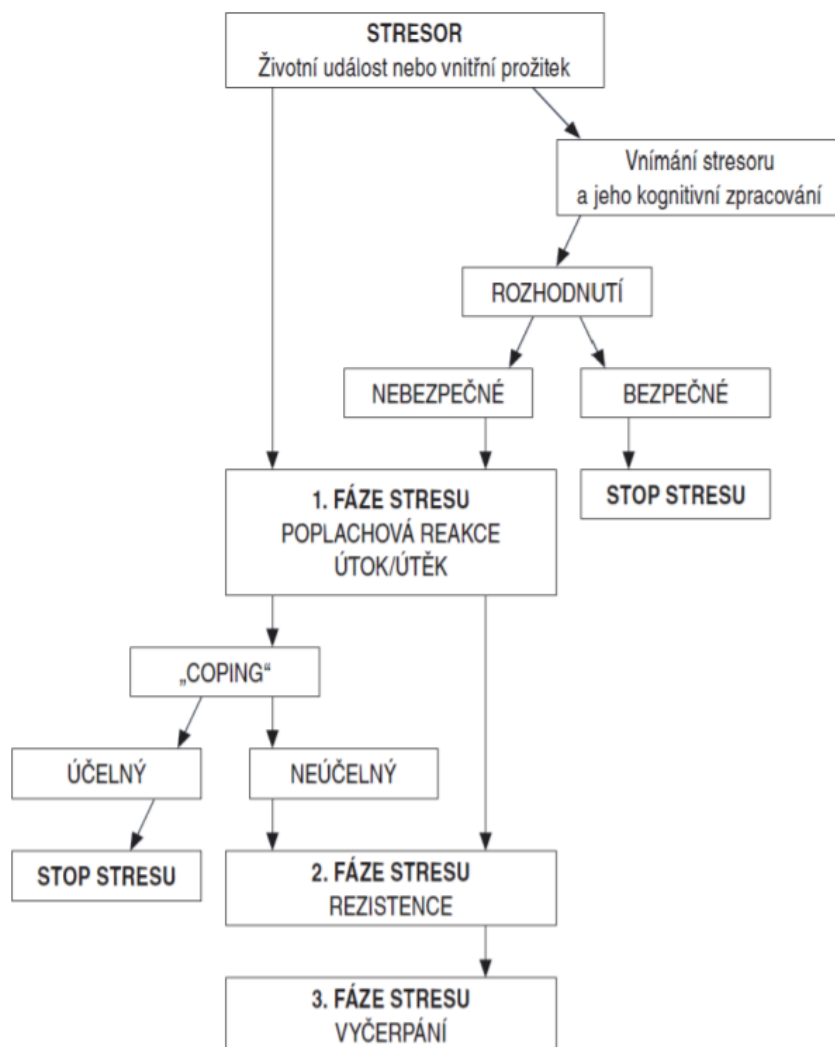 STRESOR
Životní událost nebo vnitřní prožitek
Vnímání stresoru
a jeho kognitivní zpracování
ROZHODNUTÍ
NEBEZPEČNÉ
BEZPEČNÉ
1. FÁZE STRESU
POPLACHOVÁ REAKCE
ÚTOK/ÚTĚK
STOP STRESU
„COPING“
ÚČELNÝ
NEÚČELNÝ
STOP STRESU
2. FÁZE STRESU
REZISTENCE
3. FÁZE STRESU
VYČERPÁNÍ